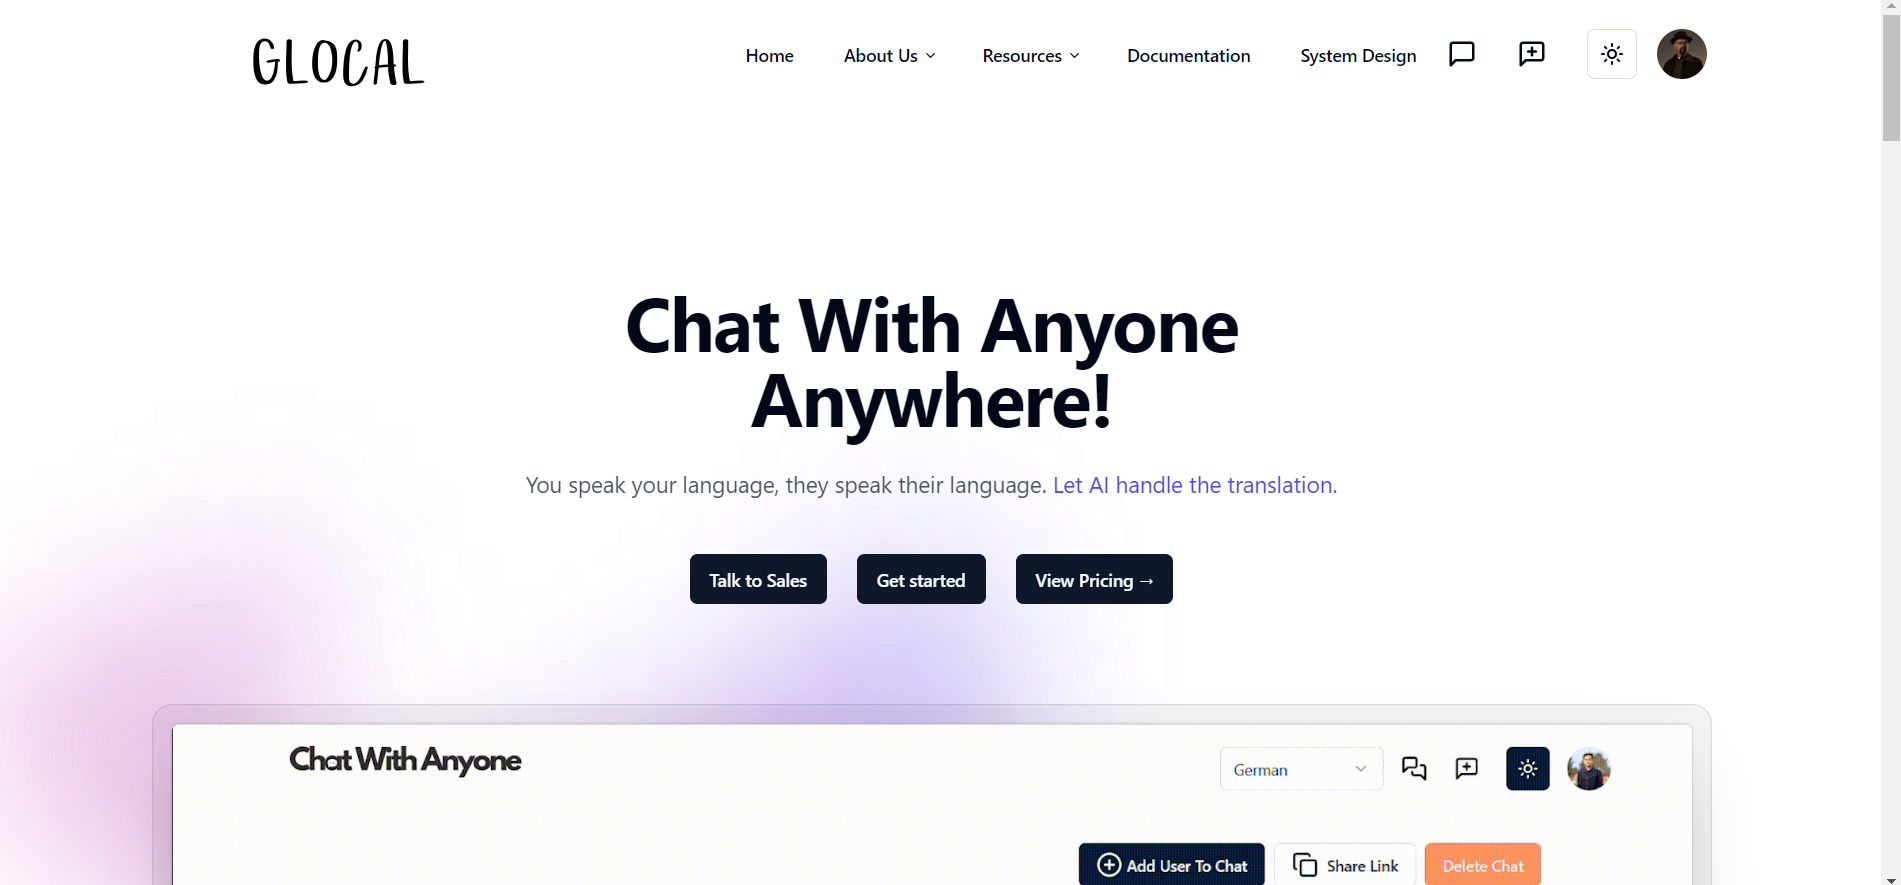 GLOCAL
Home
About Us
Resources
Documentation
System Design
Chat With Anyone
Anywhere!
You speak your language, they speak their language. Let AI handle the translation.
Talk to Sales
Get started
View Pricing →
Chat With Anyone
German
Add User To Chat
Share Link
Delete Chat